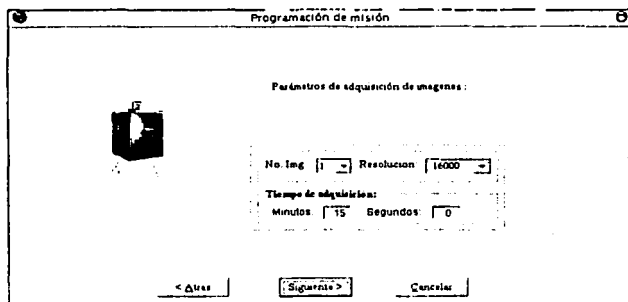 Programación de misión
Parámetros de adquisición de imagenes :
No. Img 1 Resolucion: 16000
Tiempo de adquisicion:
Minutos: 15 Segundos: 0
< Atras Siguiente > Cancelar